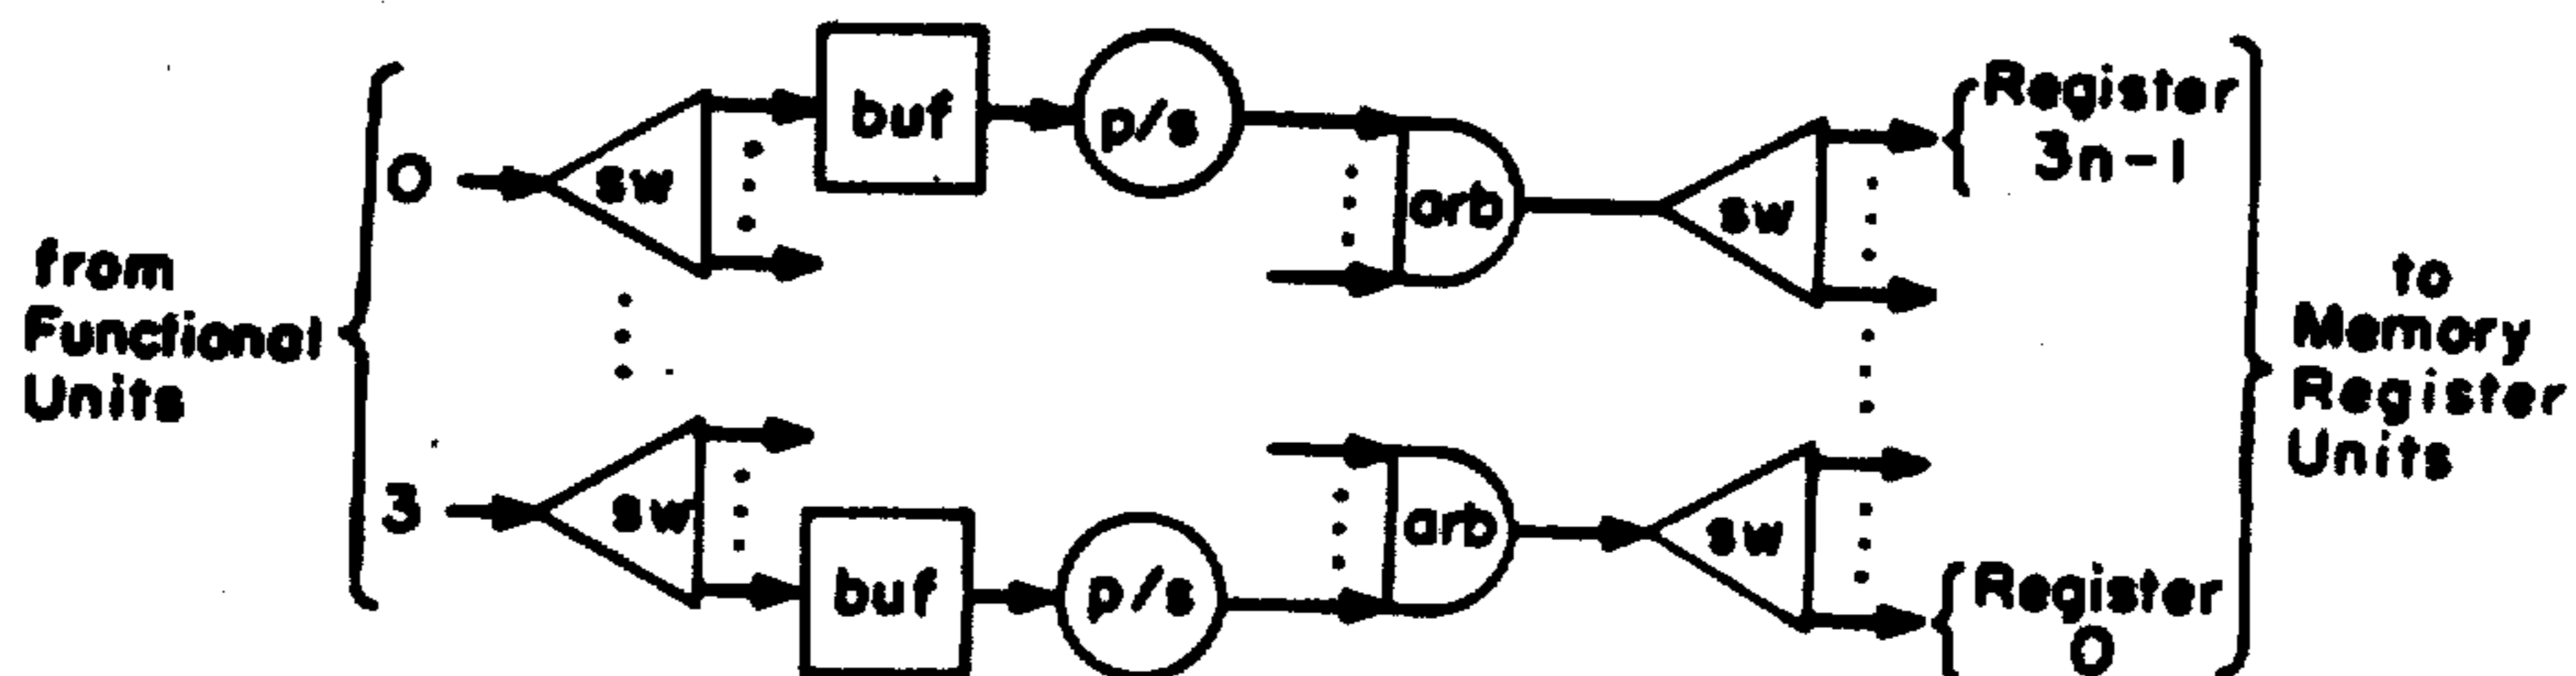 from
Functional
Units
0
sw
buf
p/s
arb
sw
Register
3n-1
3
sw
buf
p/s
arb
sw
Register
0
to
Memory
Register
Units